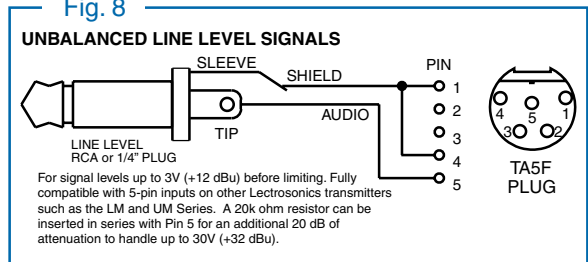 Fig. 8
UNBALANCED LINE LEVEL SIGNALS
SLEEVE
SHIELD
AUDIO
TIP
LINE LEVEL
RCA or 1/4" PLUG
PIN
1
2
3
4
5
4
1
5
3
2
TA5F
PLUG
For signal levels up to 3V (+12 dBu) before limiting. Fully
compatible with 5-pin inputs on other Lectrosonics transmitters
such as the LM and UM Series. A 20k ohm resistor can be
inserted in series with Pin 5 for an additional 20 dB of
attenuation to handle up to 30V (+32 dBu).